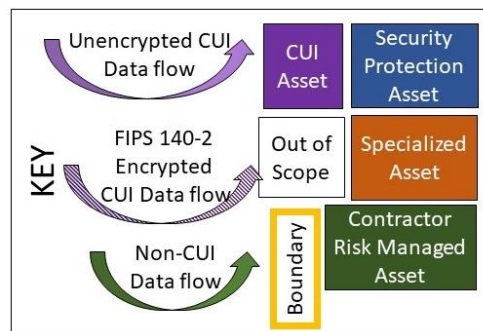 KEY
Unencrypted CUI
Data flow
FIPS 140-2
Encrypted
CUI Data flow
Non-CUI
Data flow
CUI
Asset
Security
Protection
Asset
Out of
Scope
Specialized
Asset
Boundary
Contractor
Risk Managed
Asset